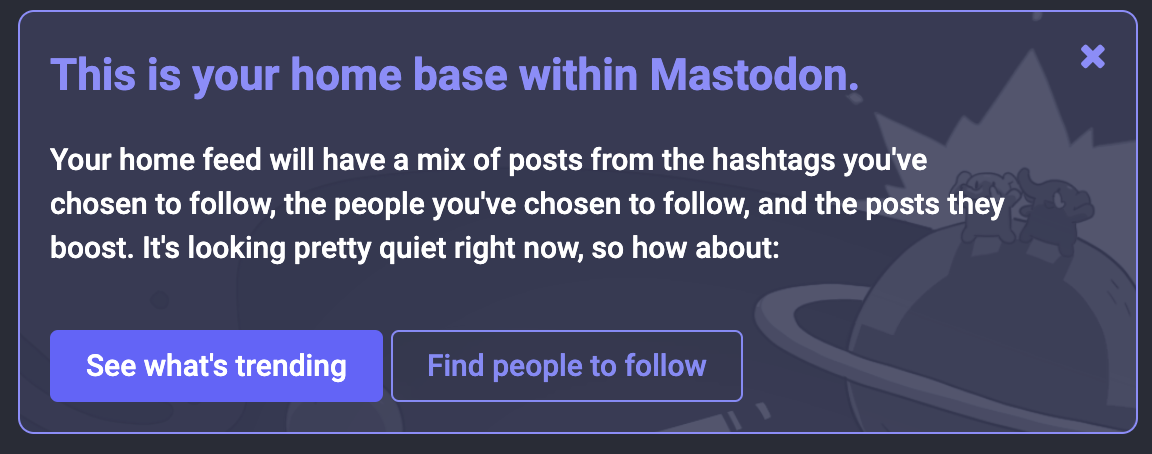 This is your home base within Mastodon.
Your home feed will have a mix of posts from the hashtags you've
chosen to follow, the people you've chosen to follow, and the posts they
boost. It's looking pretty quiet right now, so how about:
See what's trending
Find people to follow